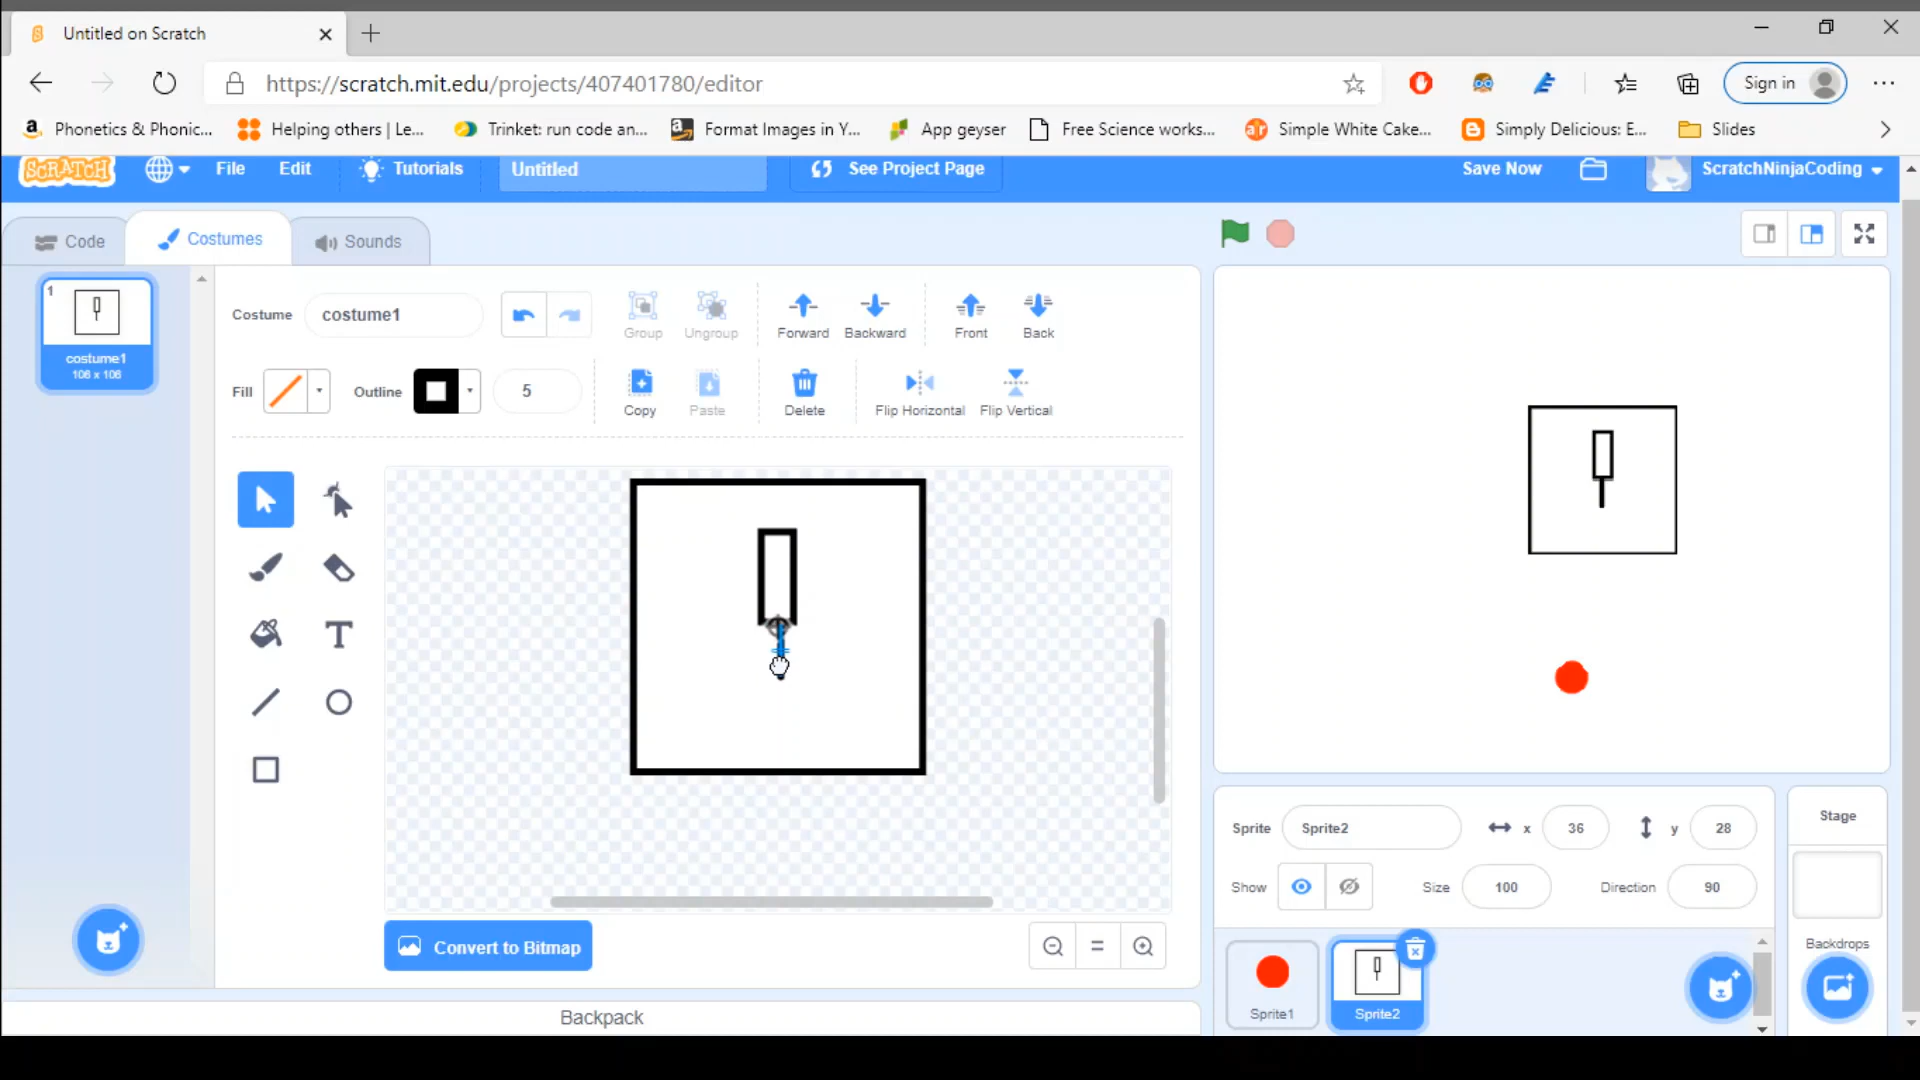 Untitled on Scratch
https://scratch.mit.edu/projects/407401780/editor
Sign in
Phonetics & Phonic...
Helping others | Le...
Trinket: run code an...
Format Images in Y...
App geyser
Free Science works...
Simple White Cake...
Simply Delicious: E...
Slides
SCRATCH
File
Edit
Tutorials
Untitled
See Project Page
Save Now
ScratchNinjaCoding
Code
Costumes
Sounds
1
costume1
106 x 106
Costume
costume1
Group
Ungroup
Forward
Backward
Front
Back
Fill
Outline
5
Copy
Paste
Delete
Flip Horizontal
Flip Vertical
T
Convert to Bitmap
Backpack
Sprite
Sprite2
x
36
y
28
Show
Size
100
Direction
90
Sprite1
Sprite2
Stage
Backdrops